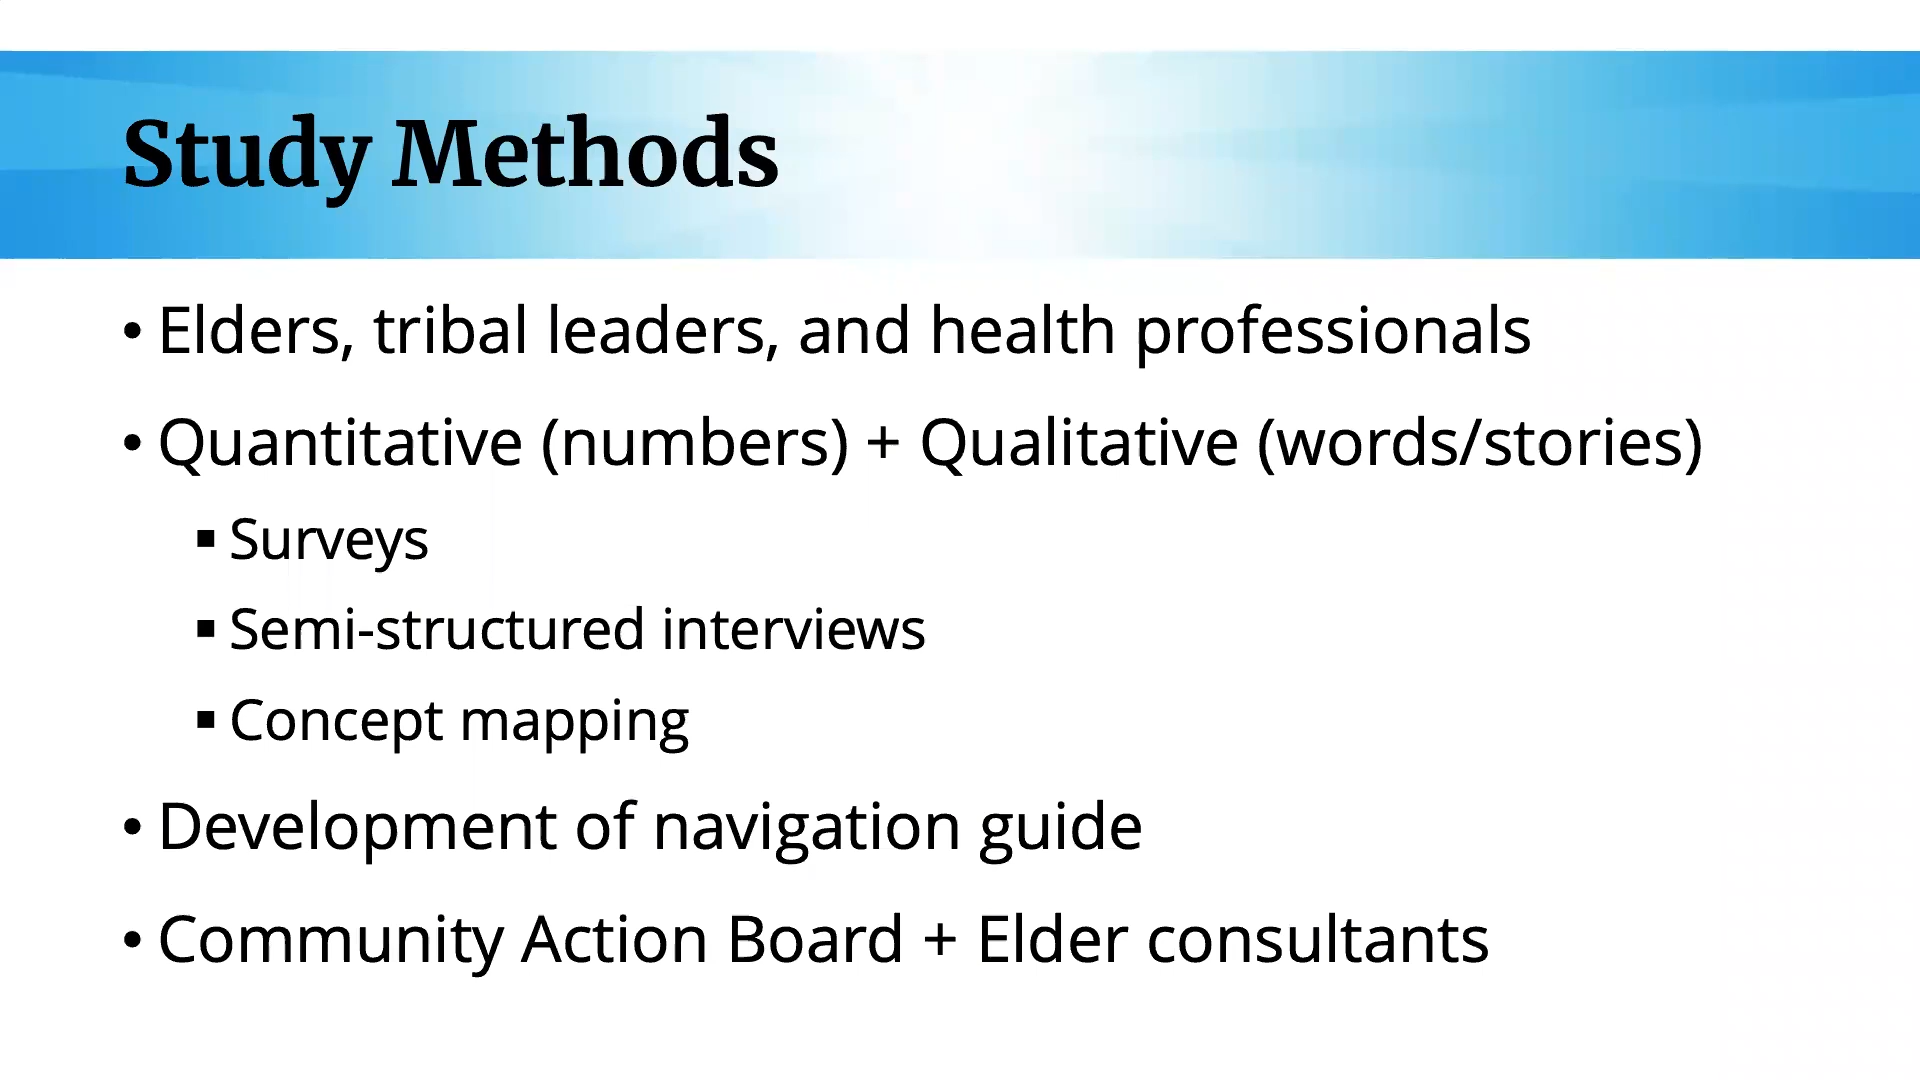 Study Methods
• Elders, tribal leaders, and health professionals
• Quantitative (numbers) + Qualitative (words/stories)
▪ Surveys
▪ Semi-structured interviews
▪ Concept mapping
• Development of navigation guide
• Community Action Board + Elder consultants